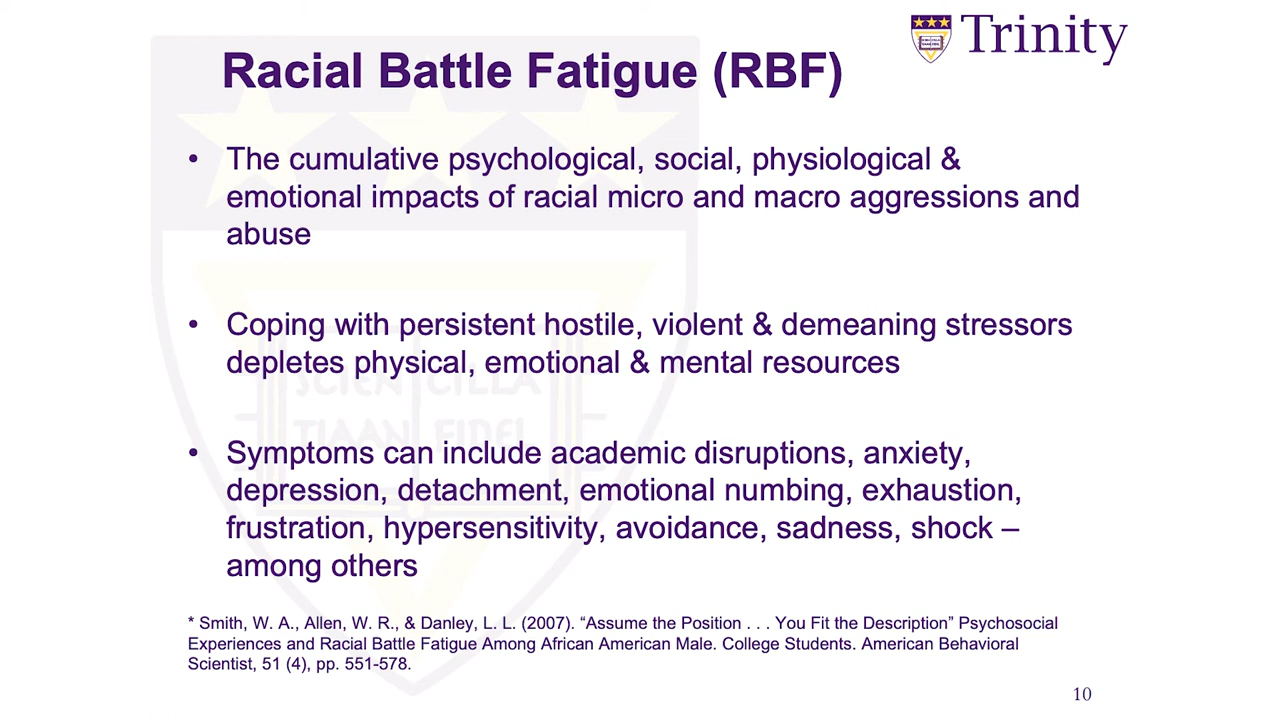 Trinity
Racial Battle Fatigue (RBF)
• The cumulative psychological, social, physiological &
emotional impacts of racial micro and macro aggressions and
abuse
• Coping with persistent hostile, violent & demeaning stressors
depletes physical, emotional & mental resources
• Symptoms can include academic disruptions, anxiety,
depression, detachment, emotional numbing, exhaustion,
frustration, hypersensitivity, avoidance, sadness, shock –
among others
SCIEN CILLA
TIAAN FIDEI
* Smith, W. A., Allen, W. R., & Danley, L. L. (2007). “Assume the Position . . . You Fit the Description” Psychosocial
Experiences and Racial Battle Fatigue Among African American Male. College Students. American Behavioral
Scientist, 51 (4), pp. 551-578.
10